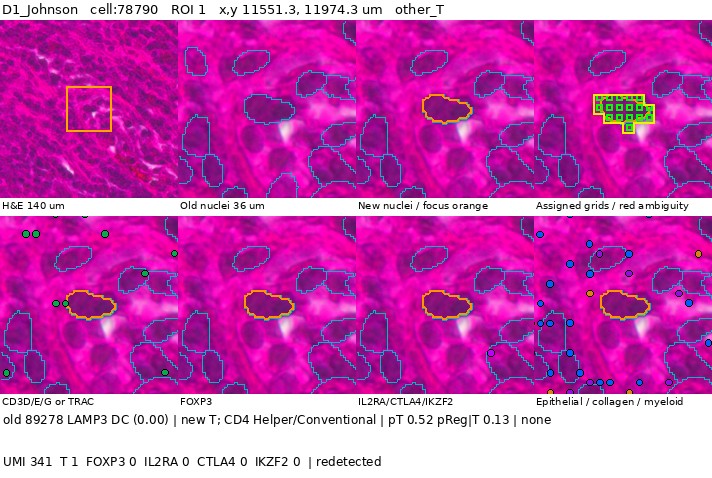 D1_Johnson cell:78790 ROI 1 x,y 11551.3, 11974.3 um other_T
H&E 140 um
Old nuclei 36 um
New nuclei / focus orange
Assigned grids / red ambiguity
CD3D/E/G or TRAC
FOXP3
IL2RA/CTLA4/IKZF2
Epithelial / collagen / myeloid
old 89278 LAMP3 DC (0.00) | new T; CD4 Helper/Conventional | pT 0.52 pReg|T 0.13 | none
UMI 341 T 1 FOXP3 0 IL2RA 0 CTLA4 0 IKZF2 0 | redetected